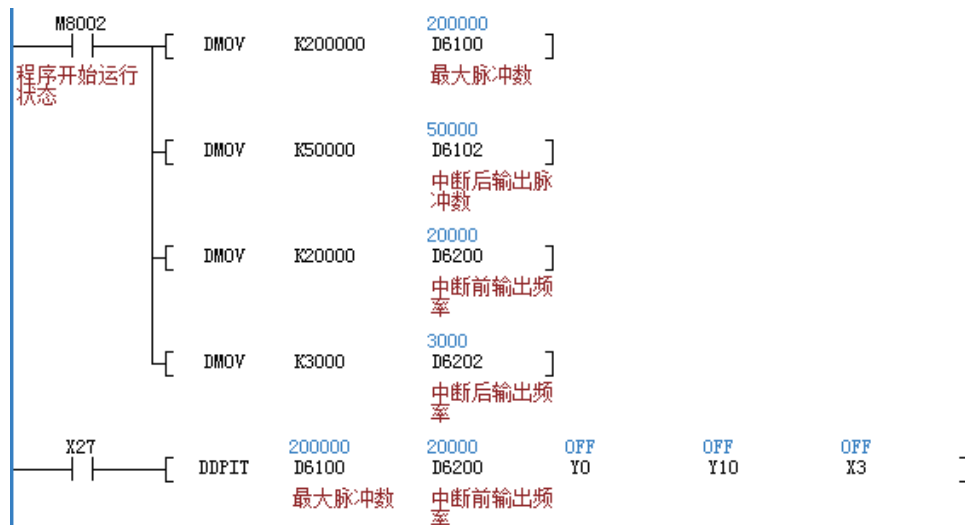 M8002
200000
[ DMOV K200000 D6100 ]
程序开始运行
状态
最大脉冲数
50000
[ DMOV K50000 D6102 ]
中断后输出脉
冲数
20000
[ DMOV K20000 D6200 ]
中断前输出频
率
3000
[ DMOV K3000 D6202 ]
中断后输出频
率
X27 200000 20000 OFF OFF OFF
[ DDPIT D6100 D6200 Y0 Y10 X3 ]
最大脉冲数 中断前输出频
率